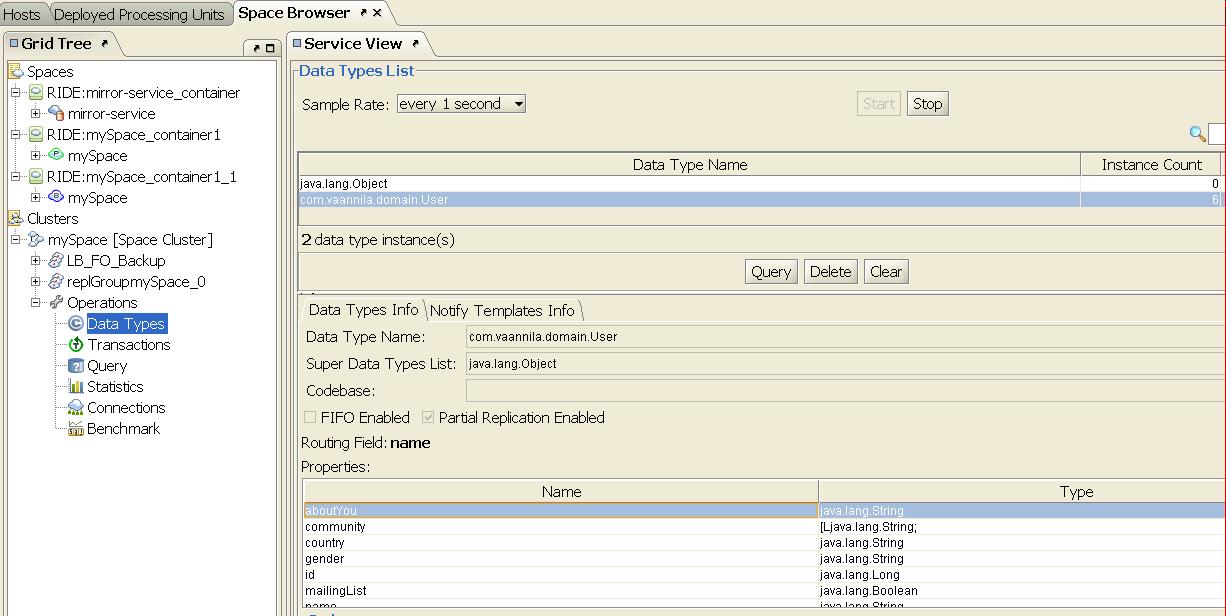 Hosts Deployed Processing Units Space Browser
Grid Tree
Spaces
RIDE:mirror-service_container
mirror-service
RIDE:mySpace_container1
mySpace
RIDE:mySpace_container1_1
mySpace
Clusters
mySpace [Space Cluster]
LB_FO_Backup
replGroupmySpace_0
Operations
Data Types
Transactions
Query
Statistics
Connections
Benchmark
Service View
Data Types List
Sample Rate: every 1 second Start Stop
Data Type Name Instance Count
java.lang.Object 0
com.vaannila.domain.User 6
2 data type instance(s)
Query Delete Clear
Data Types Info Notify Templates Info
Data Type Name: com.vaannila.domain.User
Super Data Types List: java.lang.Object
Codebase:
FIFO Enabled Partial Replication Enabled
Routing Field: name
Properties:
Name Type
aboutYou java.lang.String
community [Ljava.lang.String;
country java.lang.String
gender java.lang.String
id java.lang.Long
mailingList java.lang.Boolean
name java.lang.String